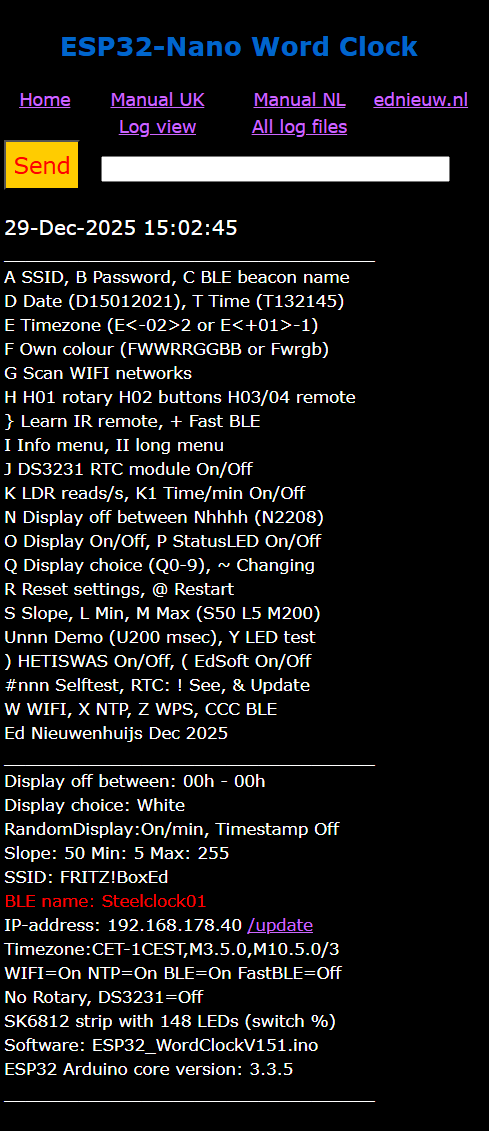 ESP32-Nano Word Clock
Home Manual UK Manual NL ednieuw.nl
Log view All log files
Send
29-Dec-2025 15:02:45
A SSID, B Password, C BLE beacon name
D Date (D15012021), T Time (T132145)
E Timezone (E<-02>2 or E<+01>-1)
F Own colour (FWWRRGGBB or Fwrgb)
G Scan WIFI networks
H H01 rotary H02 buttons H03/04 remote
} Learn IR remote, + Fast BLE
I Info menu, II long menu
J DS3231 RTC module On/Off
K LDR reads/s, K1 Time/min On/Off
N Display off between Nhhhh (N2208)
O Display On/Off, P StatusLED On/Off
Q Display choice (Q0-9), ~ Changing
R Reset settings, @ Restart
S Slope, L Min, M Max (S50 L5 M200)
Unnn Demo (U200 msec), Y LED test
) HETISWAS On/Off, ( EdSoft On/Off
#nnn Selftest, RTC: ! See, & Update
W WIFI, X NTP, Z WPS, CCC BLE
Ed Nieuwenhuijs Dec 2025
Display off between: 00h - 00h
Display choice: White
RandomDisplay:On/min, Timestamp Off
Slope: 50 Min: 5 Max: 255
SSID: FRITZ!BoxEd
BLE name: Steelclock01
IP-address: 192.168.178.40 /update
Timezone:CET-1CEST,M3.5.0,M10.5.0/3
WIFI=On NTP=On BLE=On FastBLE=Off
No Rotary, DS3231=Off
SK6812 strip with 148 LEDs (switch %)
Software: ESP32_WordClockV151.ino
ESP32 Arduino core version: 3.3.5